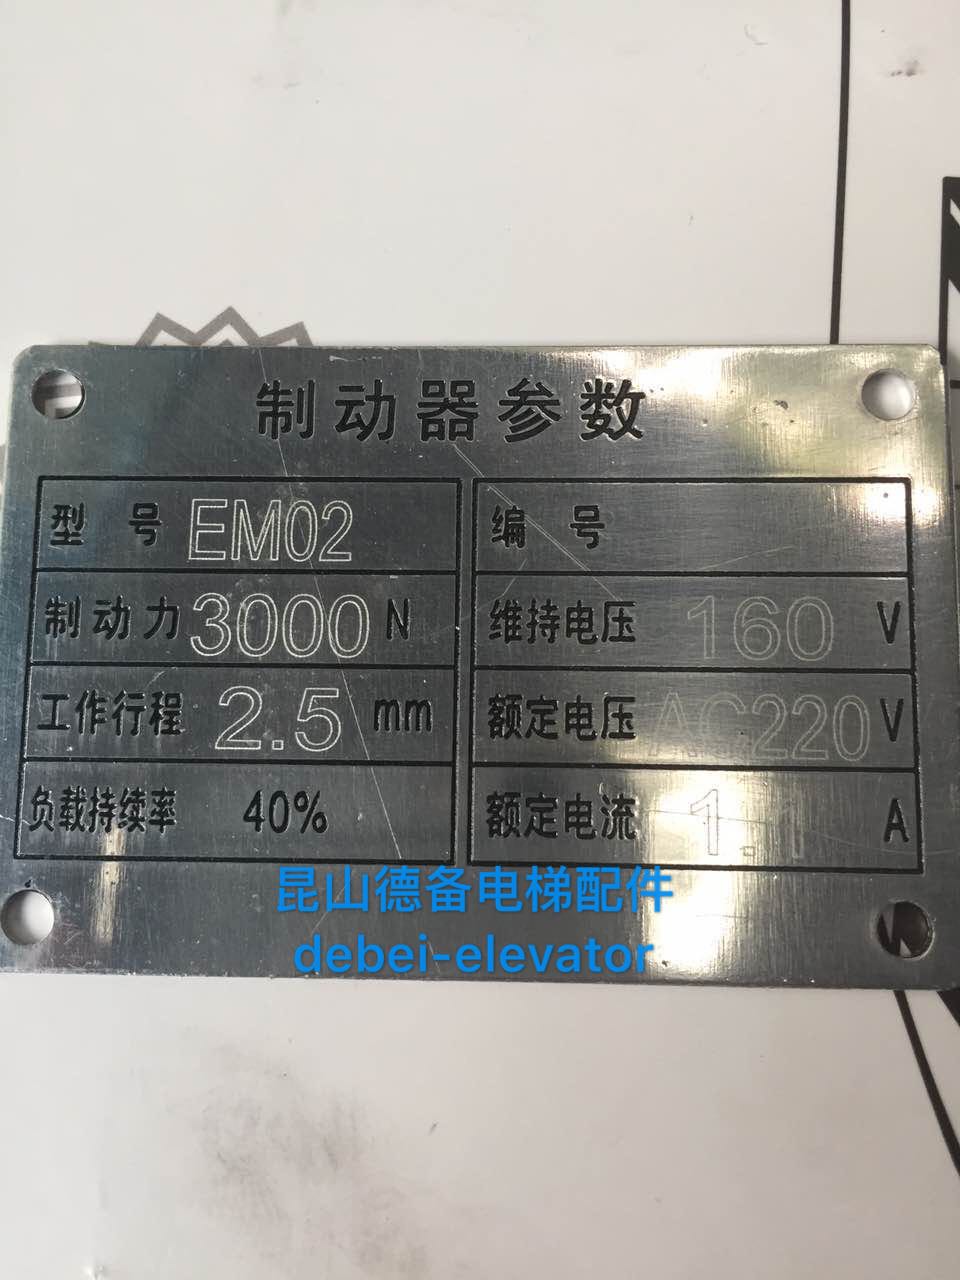 制动器参数
型号 EM02
编号
制动力 3000 N
维持电压 160 V
工作行程 2.5 mm
额定电压 AC220 V
负载持续率 40%
额定电流 1.1 A
昆山德备电梯配件
debei-elevator